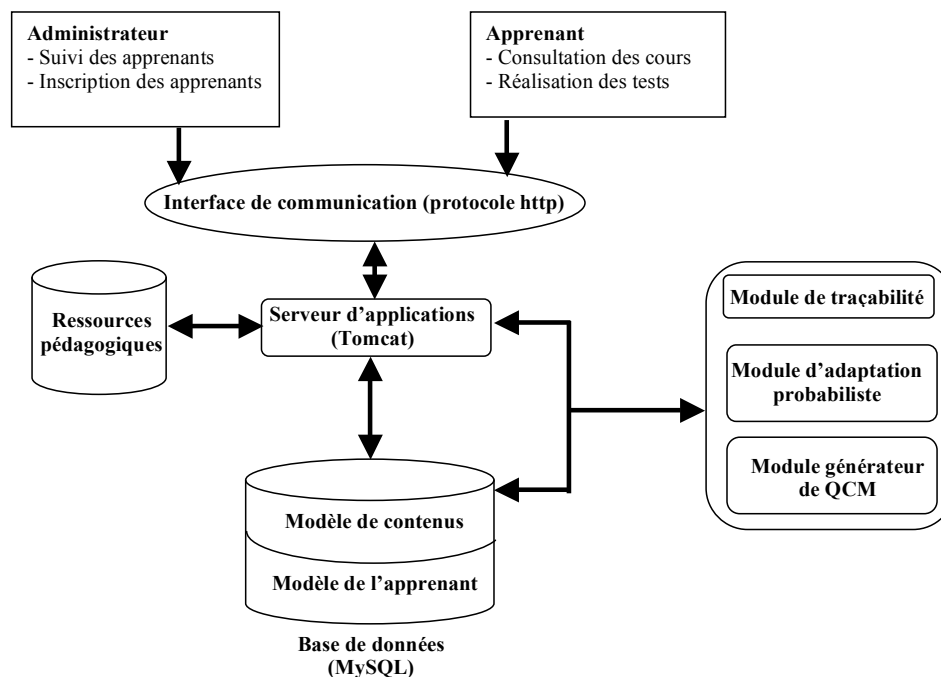 Administrateur
- Suivi des apprenants
- Inscription des apprenants
Apprenant
- Consultation des cours
- Réalisation des tests
Interface de communication (protocole http)
Ressources
pédagogiques
Serveur d’applications
(Tomcat)
Module de traçabilité
Module d’adaptation
probabiliste
Module générateur
de QCM
Modèle de contenus
Modèle de l’apprenant
Base de données
(MySQL)